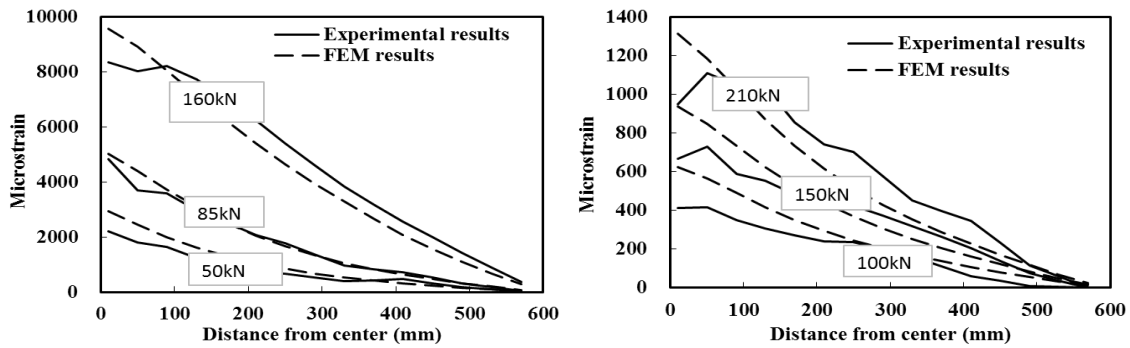 10000
8000
6000
4000
2000
0
Microstrain
Experimental results
FEM results
160kN
85kN
50kN
0 100 200 300 400 500 600
Distance from center (mm)
1400
1200
1000
800
600
400
200
0
Microstrain
Experimental results
FEM results
210kN
150kN
100kN
0 100 200 300 400 500 600
Distance from center (mm)